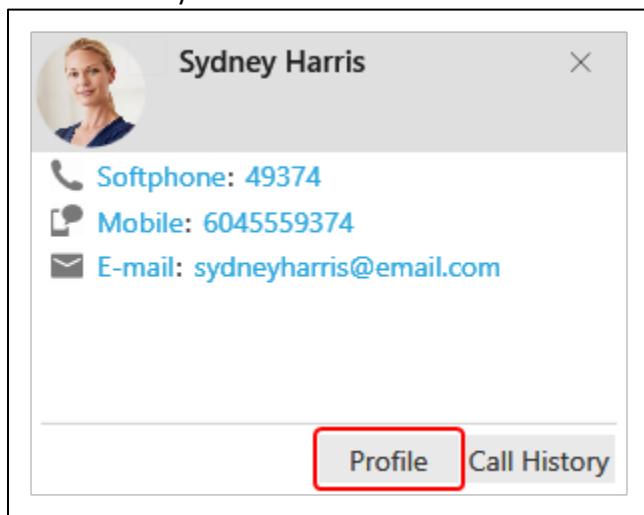 Sydney Harris
Softphone: 49374
Mobile: 6045559374
E-mail: sydneyharris@email.com
Profile Call History